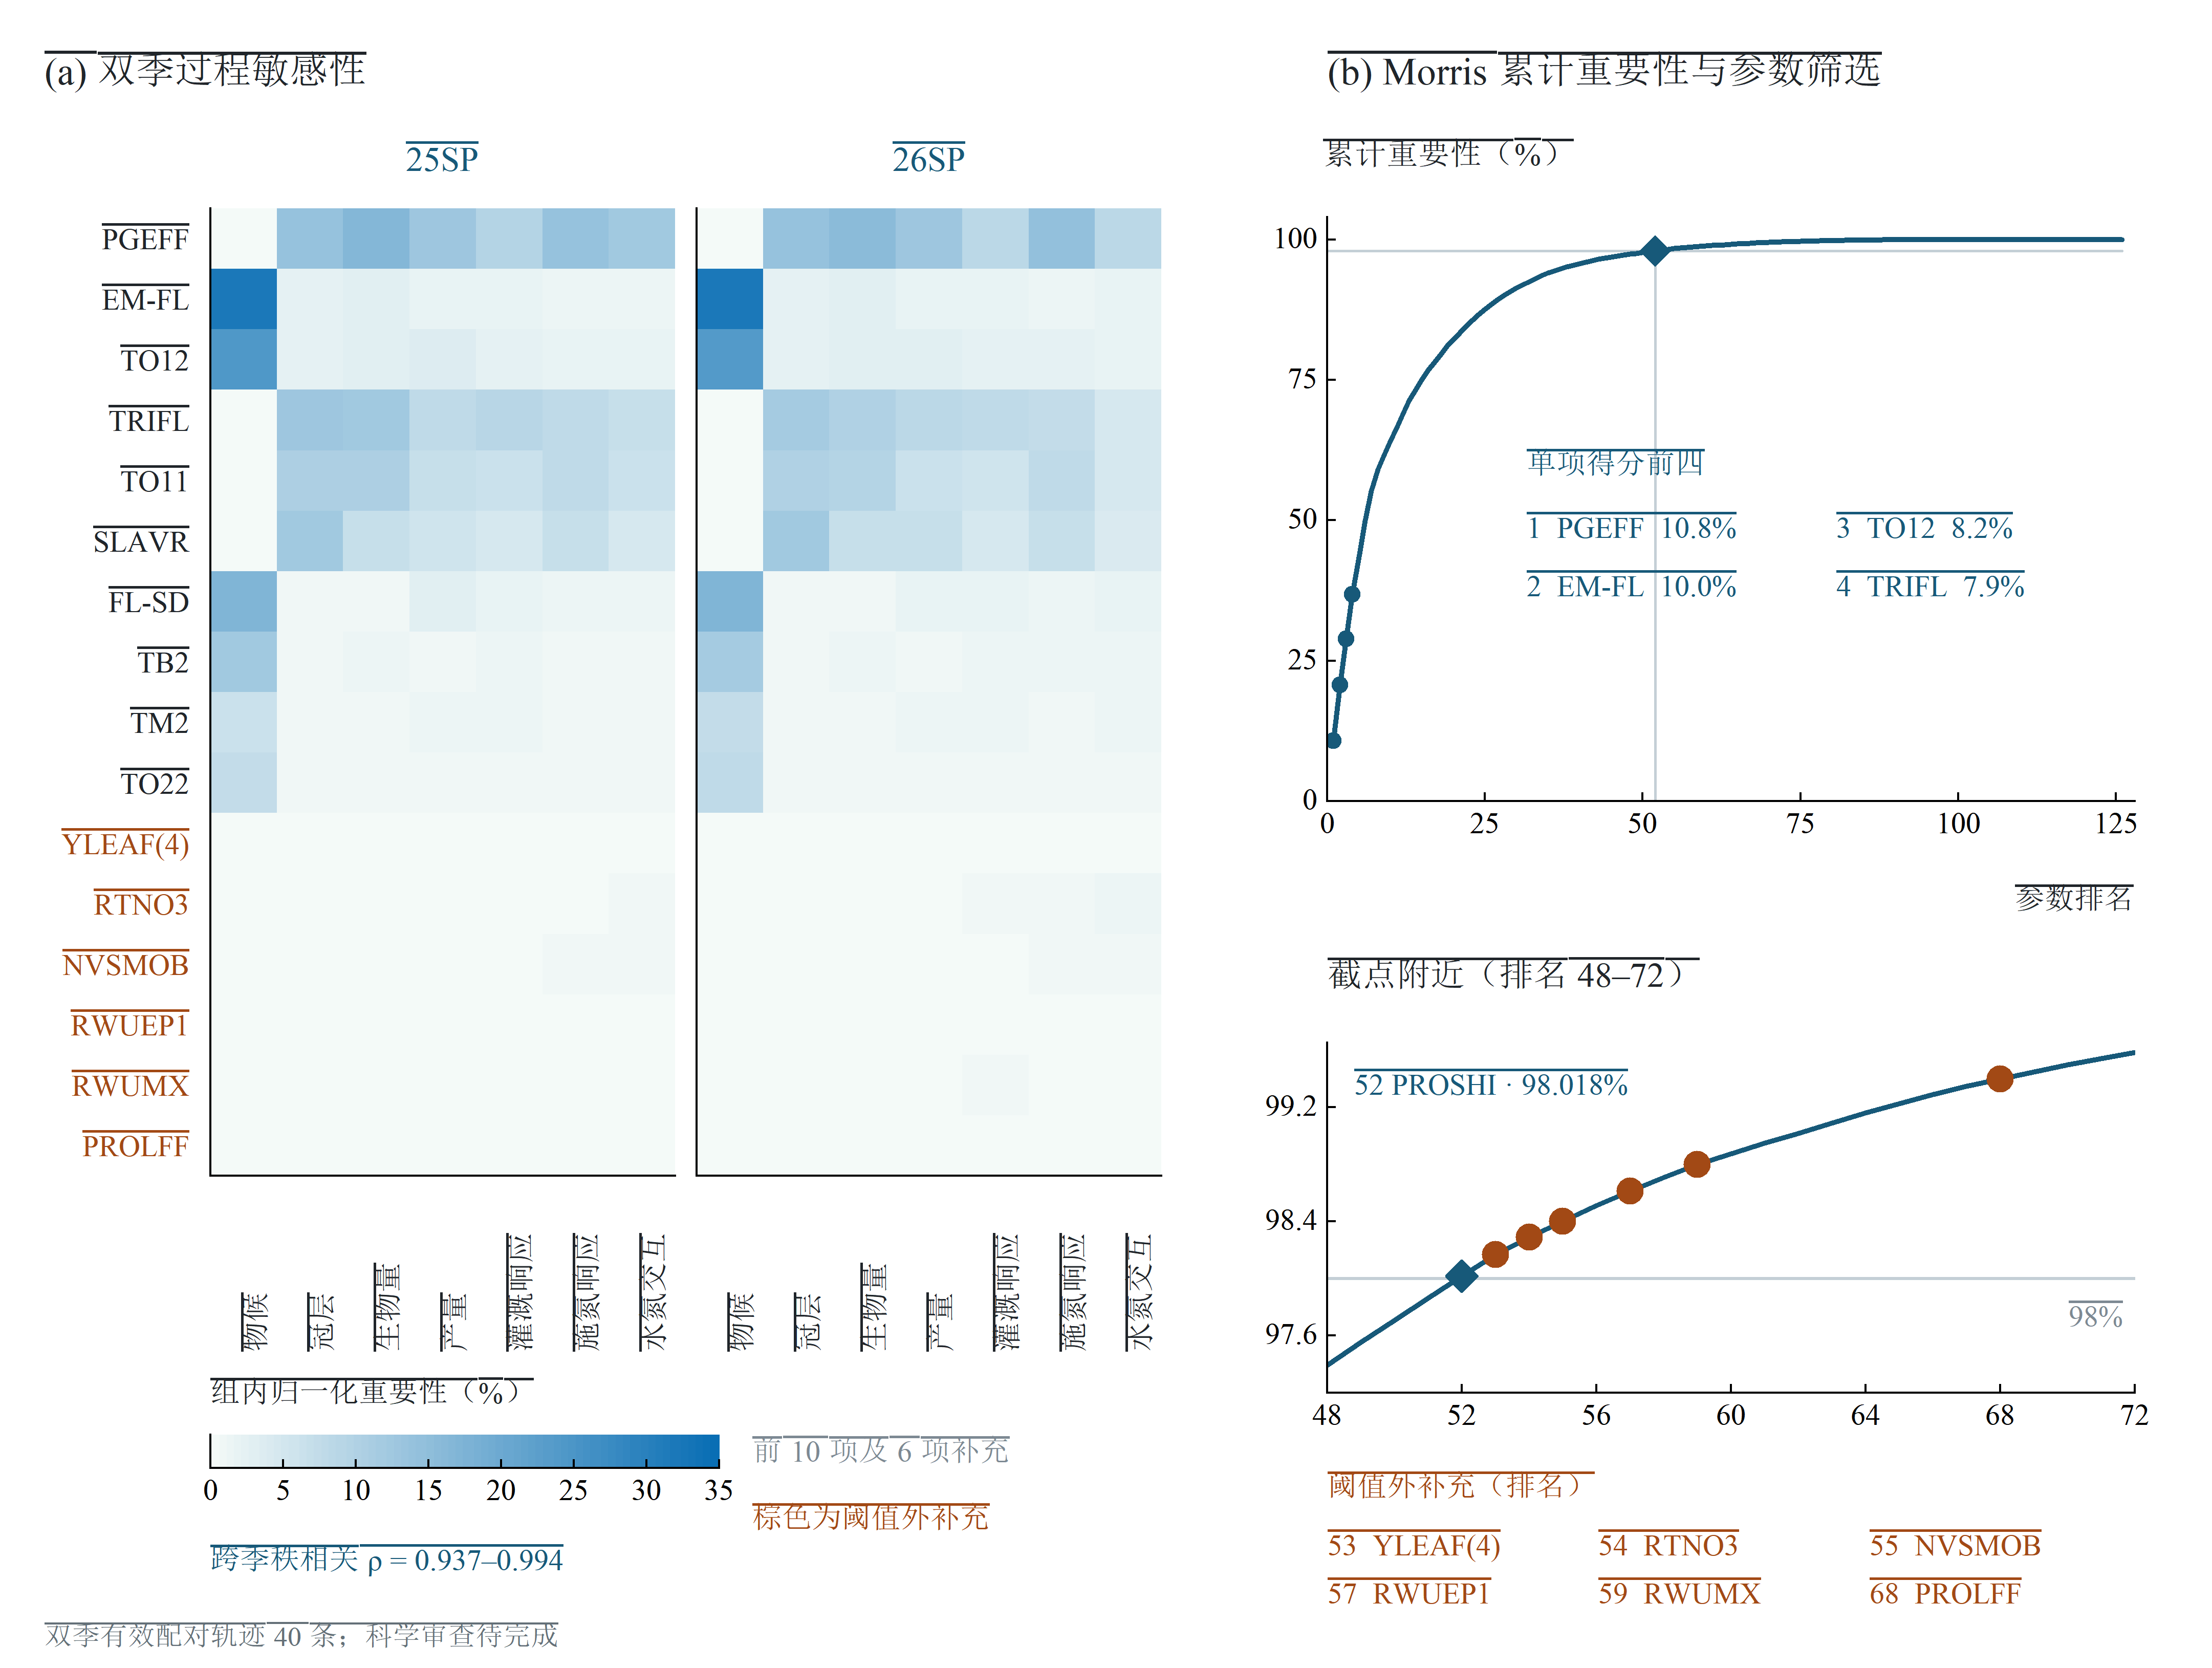 (a) 双季过程敏感性
25SP
26SP
PGEFF
EM-FL
TO12
TRIFL
TO11
SLAVR
FL-SD
TB2
TM2
TO22
YLEAF(4)
RTNO3
NVSMOB
RWUEP1
RWUMX
PROLFF
物候
冠层
生物量
产量
灌溉响应
施氮响应
水氮交互
物候
冠层
生物量
产量
灌溉响应
施氮响应
水氮交互
组内归一化重要性（%）
0 5 10 15 20 25 30 35
前 10 项及 6 项补充
棕色为阈值外补充
跨季秩相关 ρ = 0.937–0.994
双季有效配对轨迹 40 条；科学审查待完成
(b) Morris 累计重要性与参数筛选
累计重要性（%）
100
75
50
25
0
0 25 50 75 100 125
单项得分前四
1 PGEFF 10.8%
3 TO12 8.2%
2 EM-FL 10.0%
4 TRIFL 7.9%
参数排名
截点附近（排名 48–72）
52 PROSHI · 98.018%
99.2
98.4
97.6
98%
48 52 56 60 64 68 72
阈值外补充（排名）
53 YLEAF(4)
54 RTNO3
55 NVSMOB
57 RWUEP1
59 RWUMX
68 PROLFF